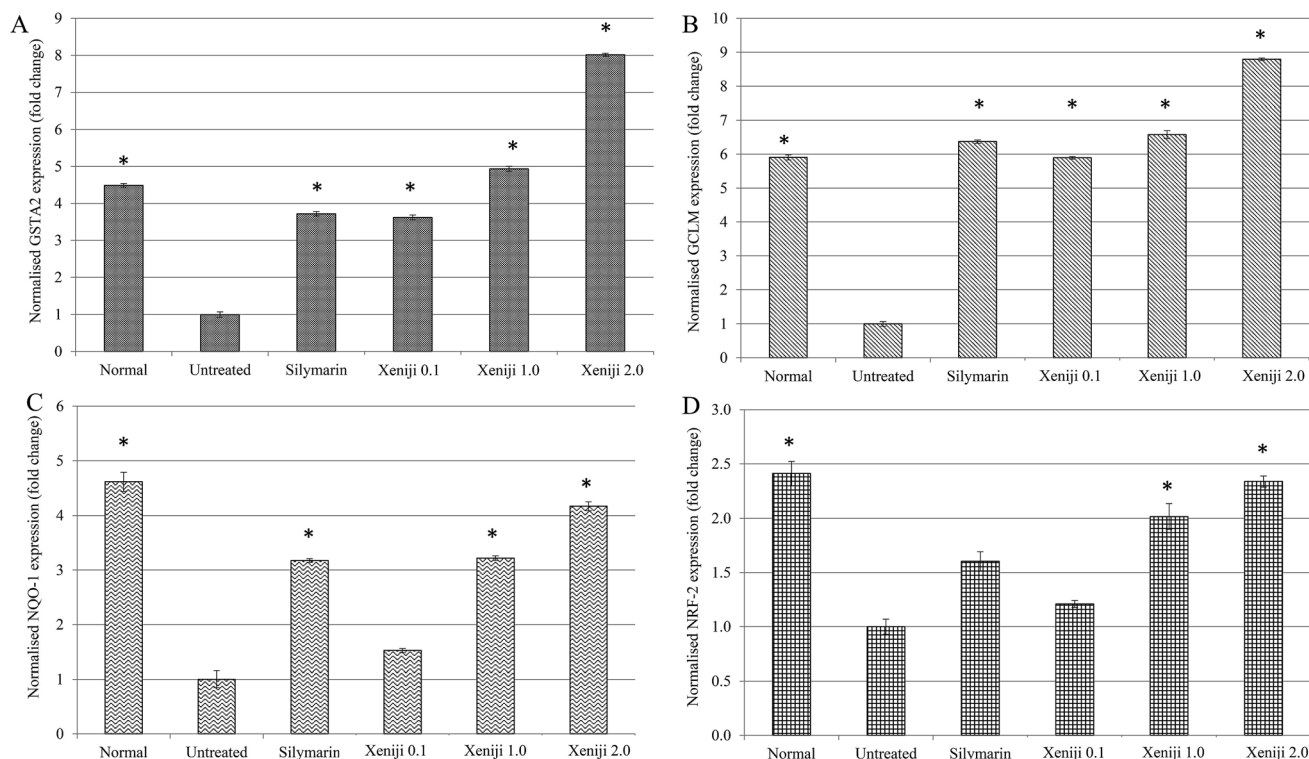 A
Normalised GSTA2 expression (fold change)
9
8
7
6
5
4
3
2
1
0
* * * * *
Normal Untreated Silymarin Xeniji 0.1 Xeniji 1.0 Xeniji 2.0
B
Normalised GCLM expression (fold change)
10
9
8
7
6
5
4
3
2
1
0
* * * * *
Normal Untreated Silymarin Xeniji 0.1 Xeniji 1.0 Xeniji 2.0
C
Normalised NQO-1 expression (fold change)
6
5
4
3
2
1
0
* * * *
Normal Untreated Silymarin Xeniji 0.1 Xeniji 1.0 Xeniji 2.0
D
Normalised NRF-2 expression (fold change)
3.0
2.5
2.0
1.5
1.0
0.5
0.0
* * *
Normal Untreated Silymarin Xeniji 0.1 Xeniji 1.0 Xeniji 2.0